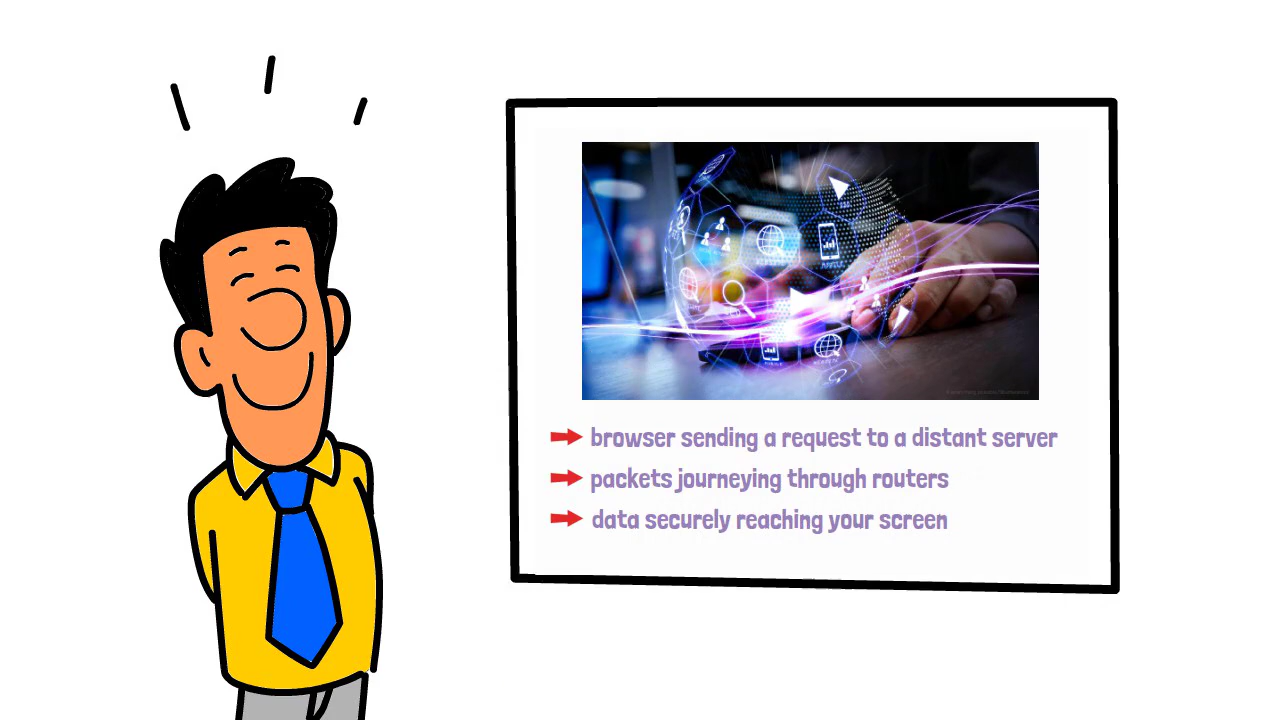 browser sending a request to a distant server
packets journeying through routers
data securely reaching your screen